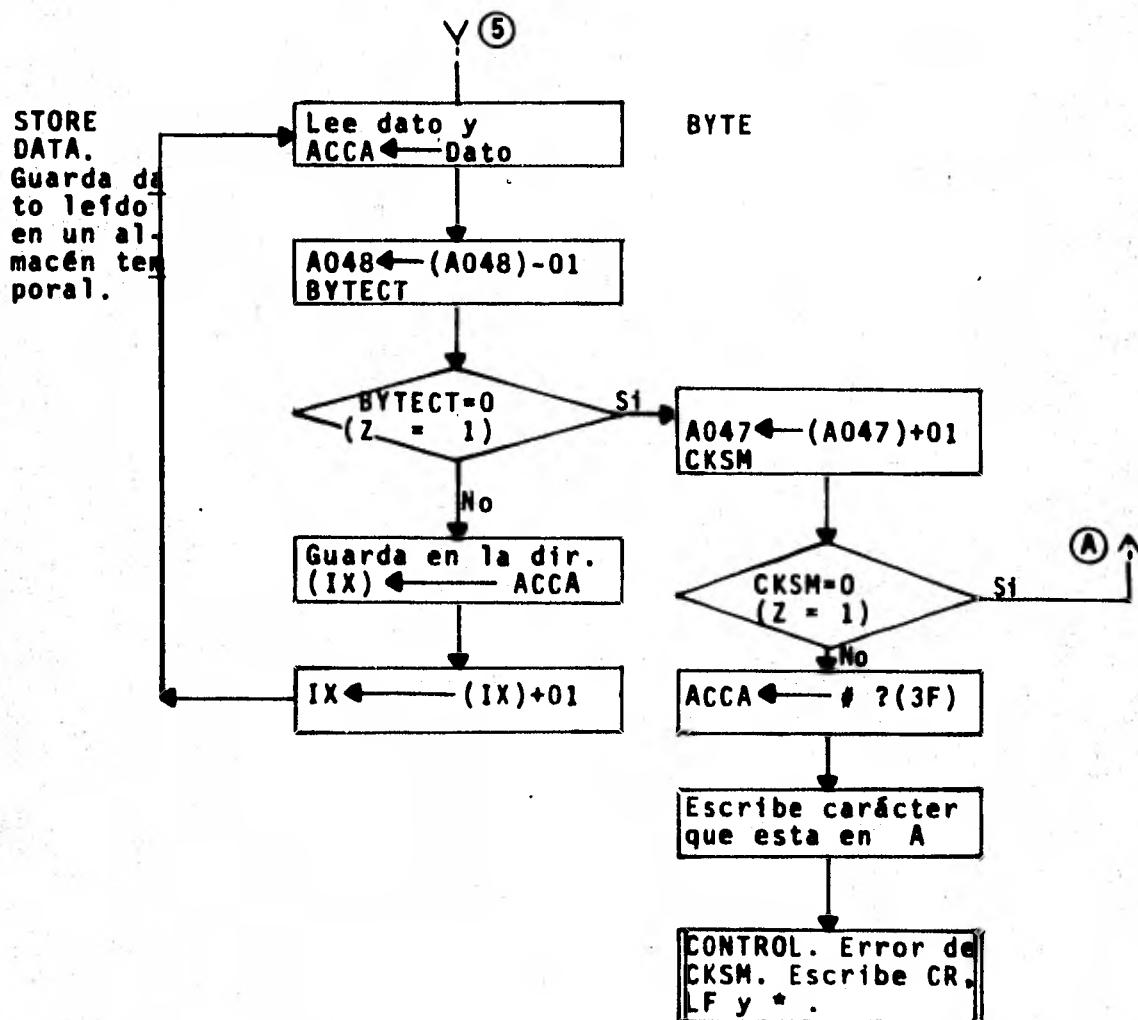 5
STORE
DATA.
Guarda da
to leído
en un al-
macén tem
poral.
Lee dato y
ACCA ← Dato
BYTE
A048 ← (A048)-01
BYTECT
BYTECT=0
(Z = 1)
Si
No
A047 ← (A047)+01
CKSM
Guarda en la dir.
(IX) ← ACCA
IX ← (IX)+01
CKSM=0
(Z = 1)
Si
A
No
ACCA ← # ?(3F)
Escribe carácter
que esta en A
CONTROL. Error de
CKSM. Escribe CR,
LF y * .